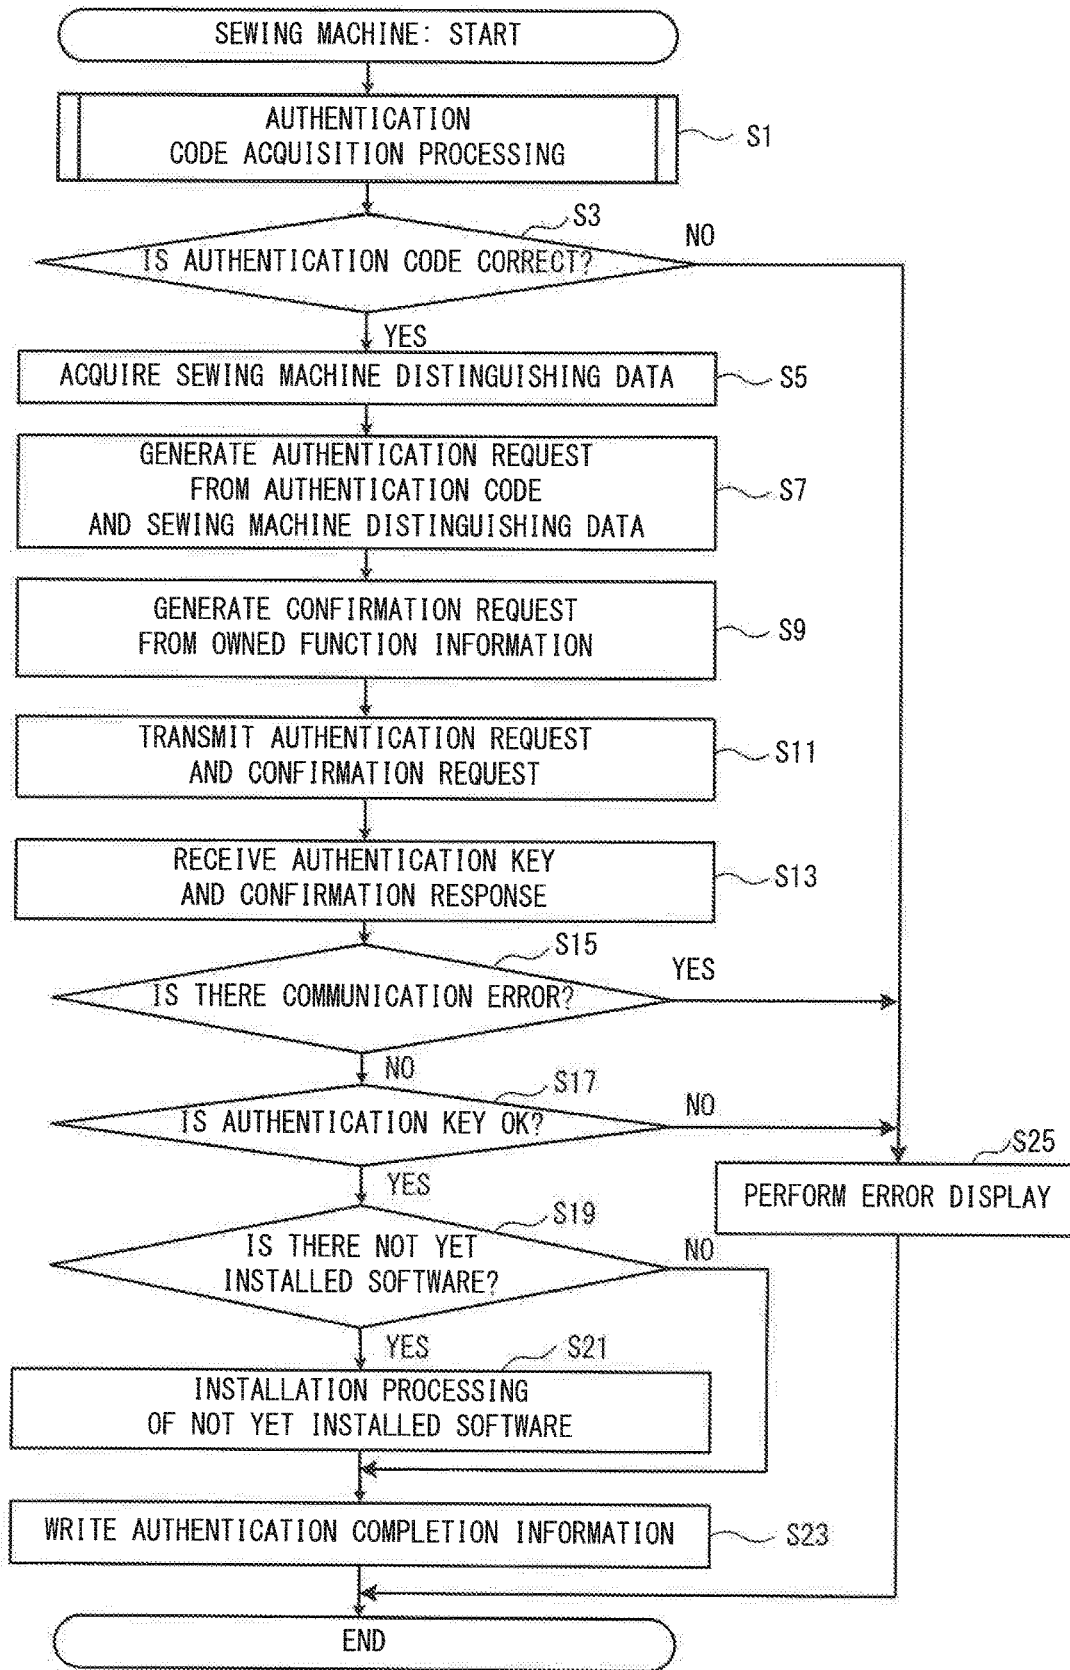 SEWING MACHINE: START
AUTHENTICATION
CODE ACQUISITION PROCESSING
S1
S3
IS AUTHENTICATION CODE CORRECT?
NO
YES
ACQUIRE SEWING MACHINE DISTINGUISHING DATA
S5
GENERATE AUTHENTICATION REQUEST
FROM AUTHENTICATION CODE
AND SEWING MACHINE DISTINGUISHING DATA
S7
GENERATE CONFIRMATION REQUEST
FROM OWNED FUNCTION INFORMATION
S9
TRANSMIT AUTHENTICATION REQUEST
AND CONFIRMATION REQUEST
S11
RECEIVE AUTHENTICATION KEY
AND CONFIRMATION RESPONSE
S13
S15
IS THERE COMMUNICATION ERROR?
YES
NO
S17
IS AUTHENTICATION KEY OK?
NO
YES
S25
PERFORM ERROR DISPLAY
S19
IS THERE NOT YET
INSTALLED SOFTWARE?
NO
YES
S21
INSTALLATION PROCESSING
OF NOT YET INSTALLED SOFTWARE
WRITE AUTHENTICATION COMPLETION INFORMATION
S23
END